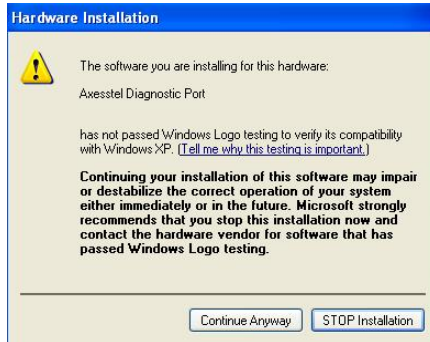 Hardware Installation
The software you are installing for this hardware:
Axesstel Diagnostic Port
has not passed Windows Logo testing to verify its compatibility
with Windows XP. (Tell me why this testing is important.)
Continuing your installation of this software may impair
or destabilize the correct operation of your system
either immediately or in the future. Microsoft strongly
recommends that you stop this installation now and
contact the hardware vendor for software that has
passed Windows Logo testing.
Continue Anyway STOP Installation